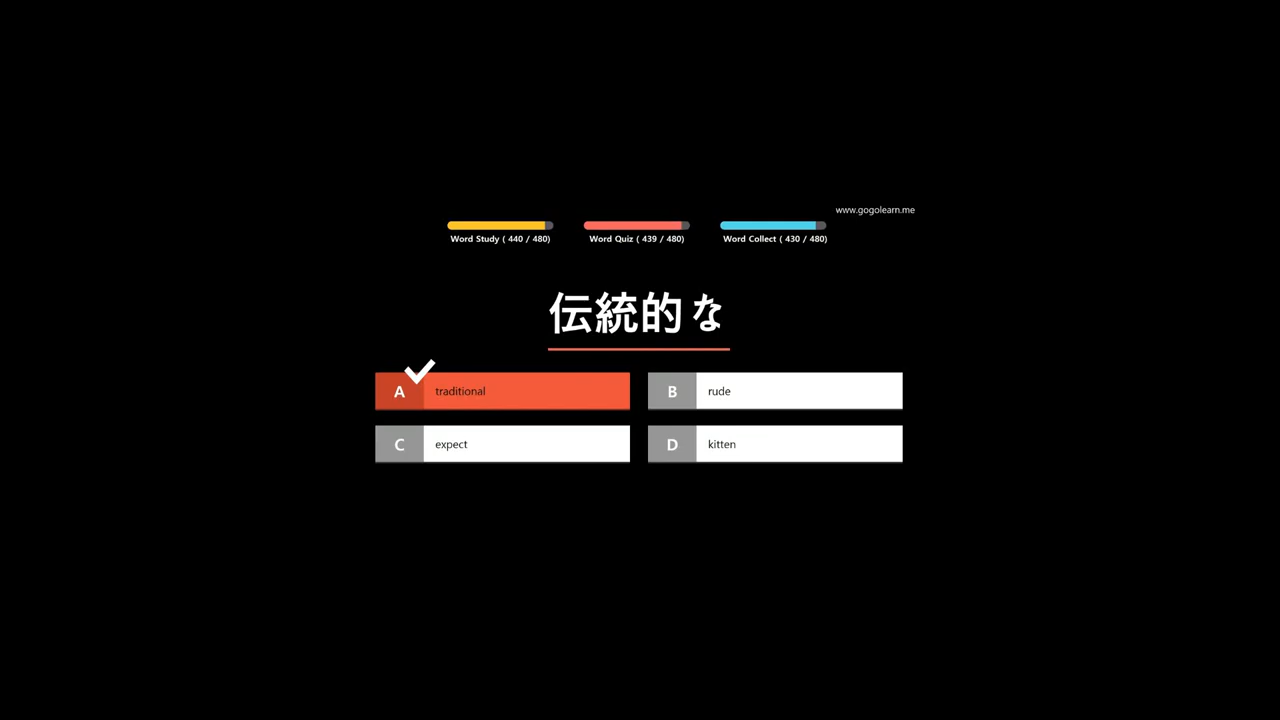 www.gogolearn.me
Word Study ( 440 / 480) Word Quiz ( 439 / 480) Word Collect ( 430 / 480)
伝統的な
A traditional B rude
C expect D kitten